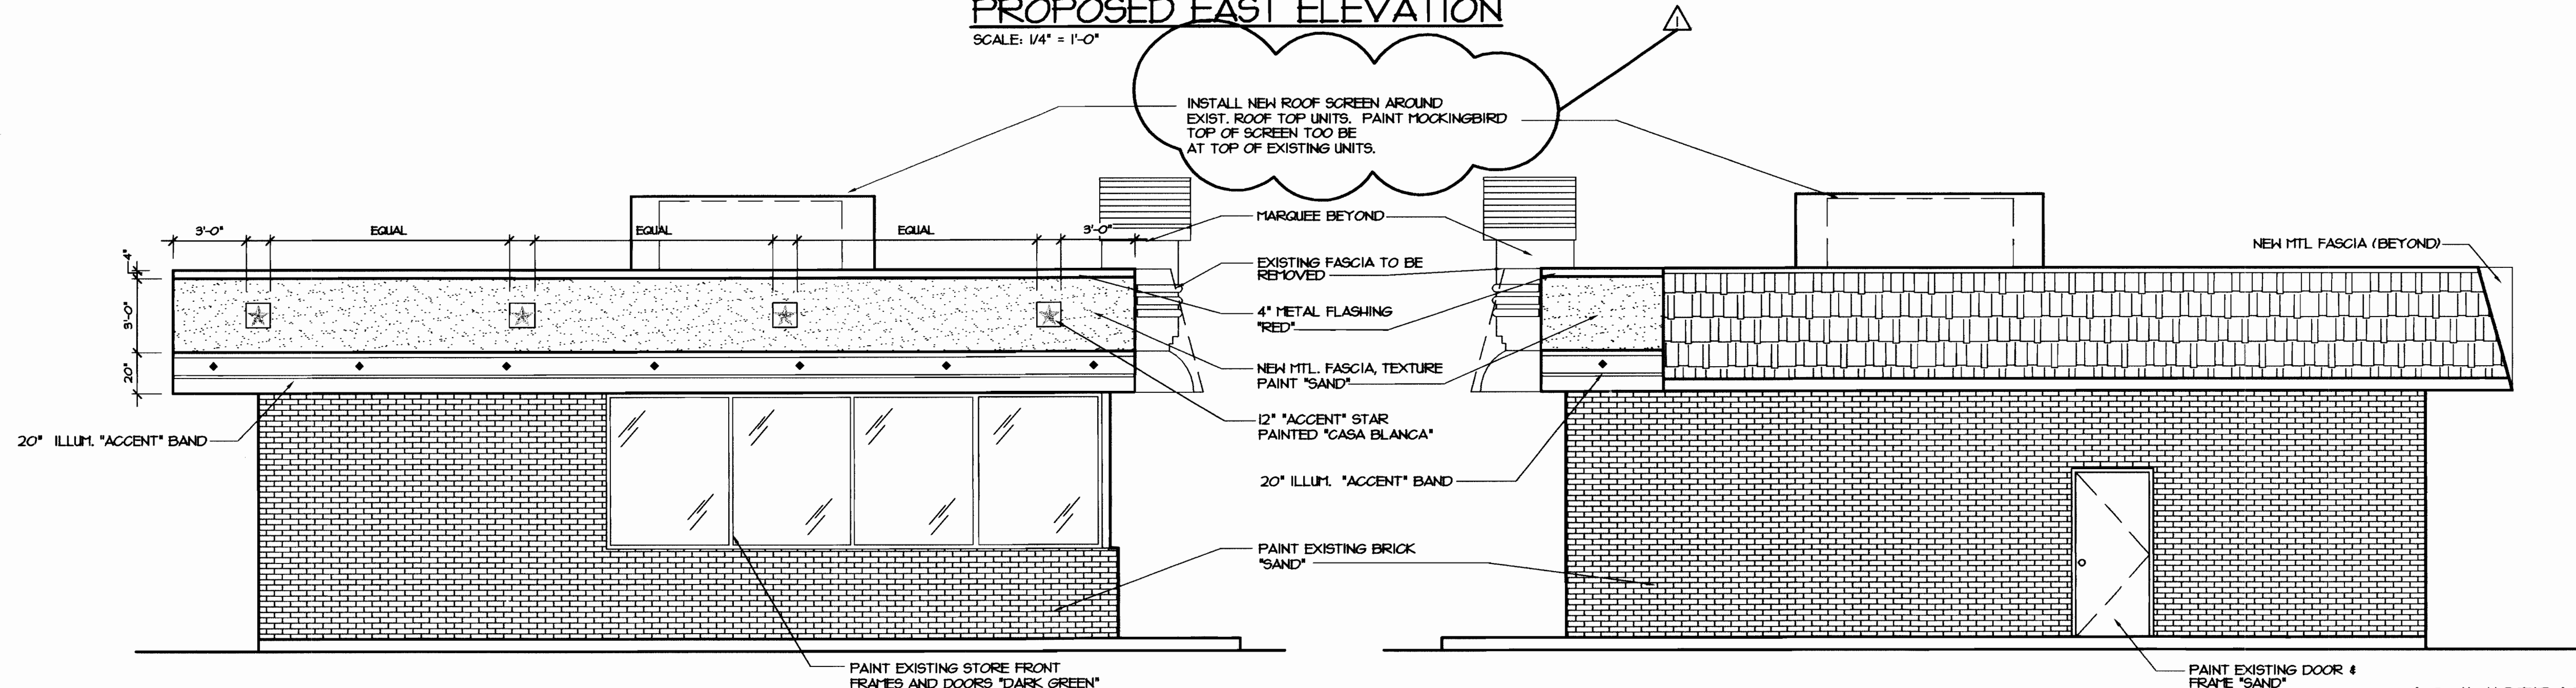 PROPOSED EAST ELEVATION
SCALE: 1/4" = 1'-0"
1
INSTALL NEW ROOF SCREEN AROUND
EXIST. ROOF TOP UNITS. PAINT MOCKINGBIRD
TOP OF SCREEN TOO BE
AT TOP OF EXISTING UNITS.
3'-0"
EQUAL
EQUAL
EQUAL
3'-0"
4"
3'-0"
20"
MARQUEE BEYOND
EXISTING FASCIA TO BE
REMOVED
4" METAL FLASHING
"RED"
NEW MTL. FASCIA, TEXTURE
PAINT "SAND"
12" "ACCENT" STAR
PAINTED "CASA BLANCA"
20" ILLUM. "ACCENT" BAND
20" ILLUM. "ACCENT" BAND
PAINT EXISTING BRICK
"SAND"
NEW MTL FASCIA (BEYOND)
PAINT EXISTING STORE FRONT
FRAMES AND DOORS "DARK GREEN"
PAINT EXISTING DOOR &
FRAME "SAND"